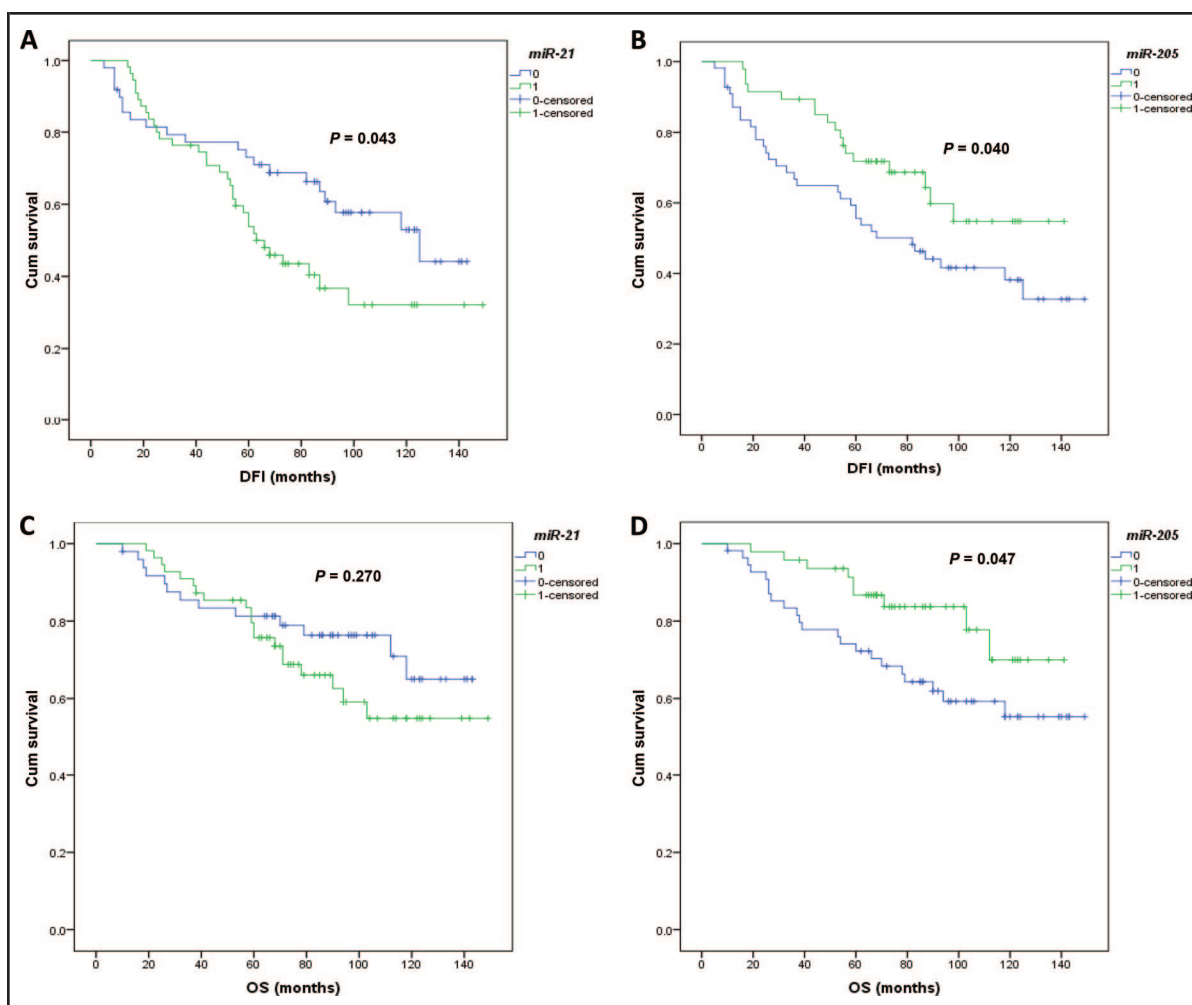 A
miR-21
0
1
0-censored
1-censored
P = 0.043
Cum survival
1.0
0.8
0.6
0.4
0.2
0.0
0 20 40 60 80 100 120 140
DFI (months)
B
miR-205
0
1
0-censored
1-censored
P = 0.040
Cum survival
1.0
0.8
0.6
0.4
0.2
0.0
0 20 40 60 80 100 120 140
DFI (months)
C
miR-21
0
1
0-censored
1-censored
P = 0.270
Cum survival
1.0
0.8
0.6
0.4
0.2
0.0
0 20 40 60 80 100 120 140
OS (months)
D
miR-205
0
1
0-censored
1-censored
P = 0.047
Cum survival
1.0
0.8
0.6
0.4
0.2
0.0
0 20 40 60 80 100 120 140
OS (months)